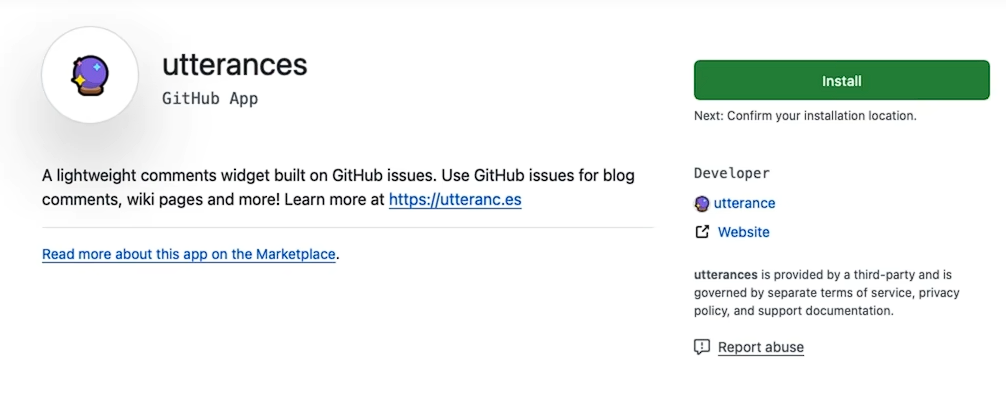 utterances
GitHub App
A lightweight comments widget built on GitHub issues. Use GitHub issues for blog
comments, wiki pages and more! Learn more at https://utteranc.es
Read more about this app on the Marketplace.
Install
Next: Confirm your installation location.
Developer
utterance
Website
utterances is provided by a third-party and is
governed by separate terms of service, privacy
policy, and support documentation.
Report abuse